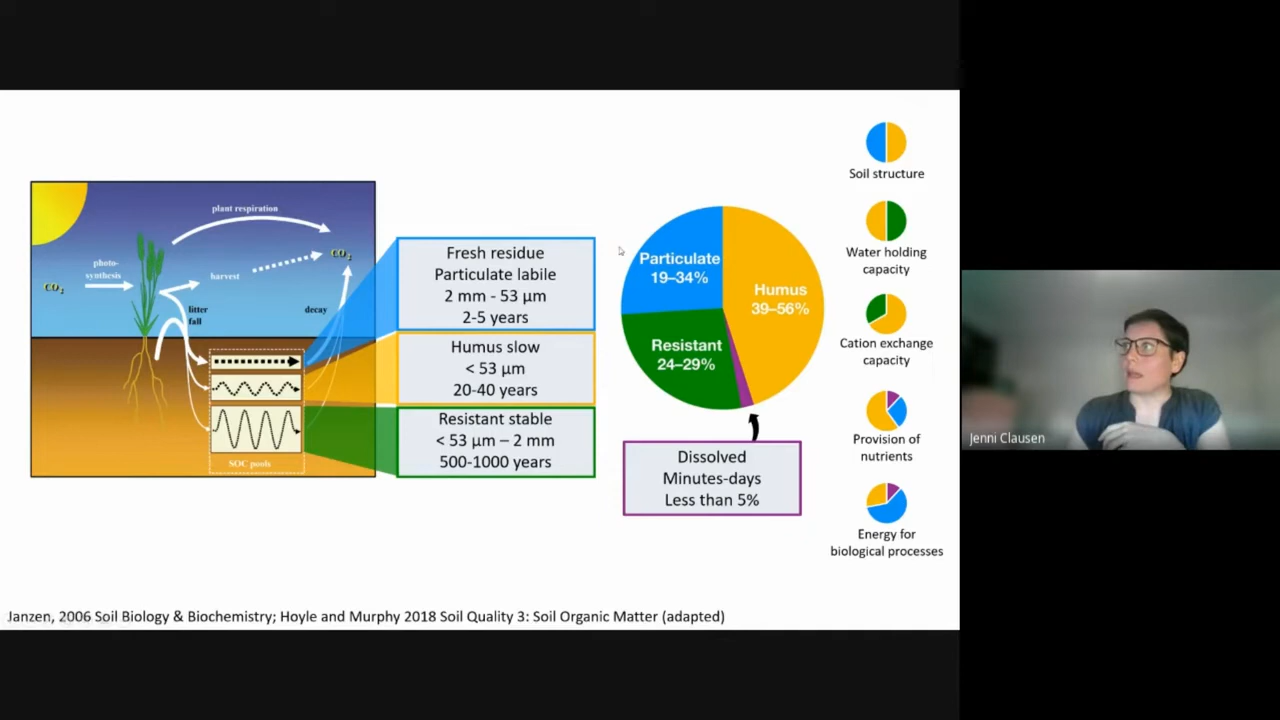 plant respiration
photo-
synthesis
CO₂
harvest
CO₂
litter
fall
decay
SOC pools
Fresh residue
Particulate labile
2 mm - 53 µm
2-5 years
Humus slow
< 53 µm
20-40 years
Resistant stable
< 53 µm – 2 mm
500-1000 years
Particulate
19–34%
Humus
39–56%
Resistant
24–29%
Dissolved
Minutes-days
Less than 5%
Soil structure
Water holding
capacity
Cation exchange
capacity
Provision of
nutrients
Energy for
biological processes
Jenni Clausen
Janzen, 2006 Soil Biology & Biochemistry; Hoyle and Murphy 2018 Soil Quality 3: Soil Organic Matter (adapted)